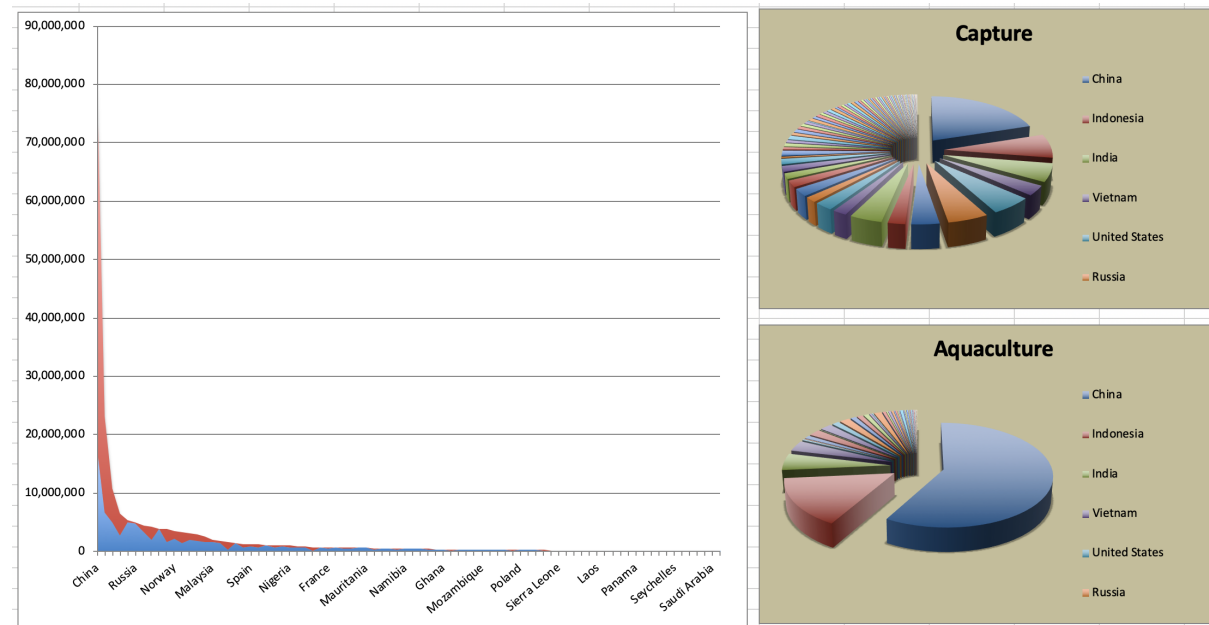 90,000,000
80,000,000
70,000,000
60,000,000
50,000,000
40,000,000
30,000,000
20,000,000
10,000,000
0
China
Russia
Norway
Malaysia
Spain
Nigeria
France
Mauritania
Namibia
Ghana
Mozambique
Poland
Sierra Leone
Laos
Panama
Seychelles
Saudi Arabia
Capture
China
Indonesia
India
Vietnam
United States
Russia
Aquaculture
China
Indonesia
India
Vietnam
United States
Russia